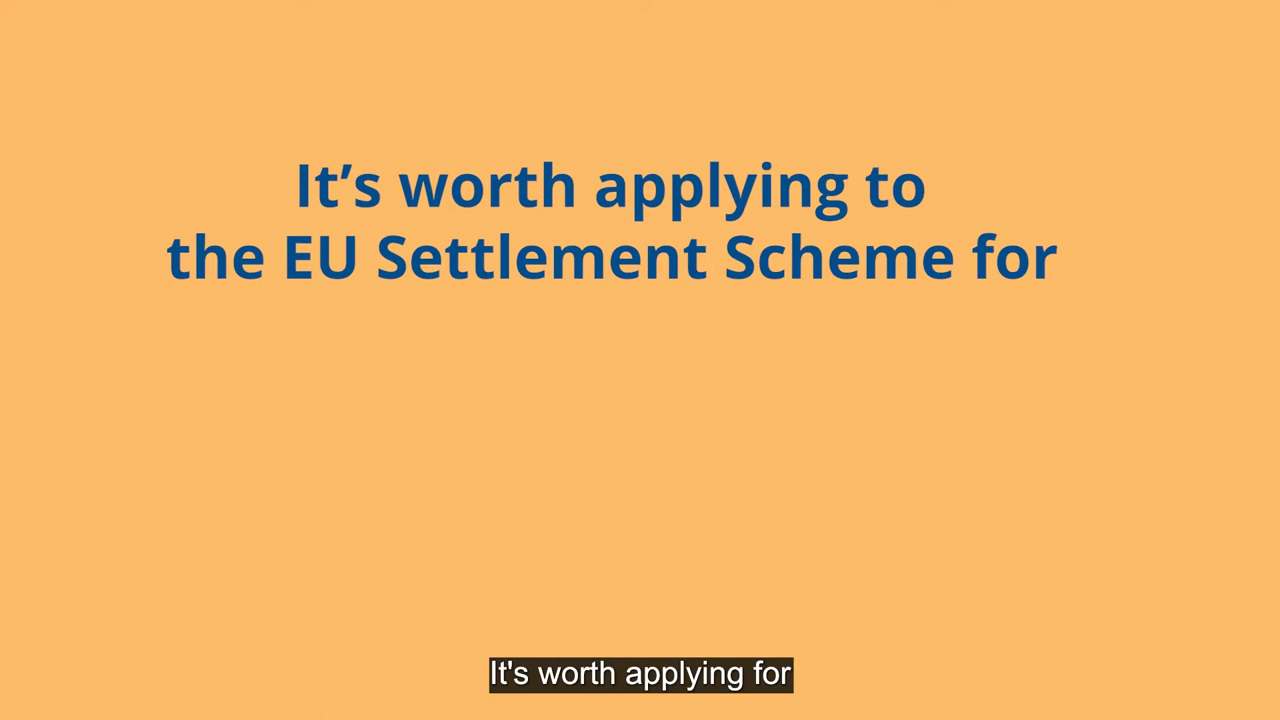 It’s worth applying to
the EU Settlement Scheme for
It's worth applying for